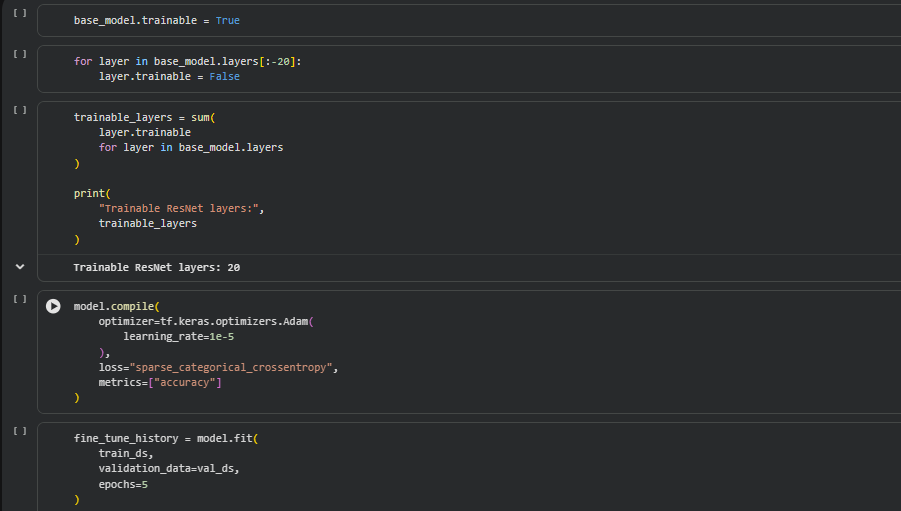 [ ]
base_model.trainable = True
[ ]
for layer in base_model.layers[:-20]:
    layer.trainable = False
[ ]
trainable_layers = sum(
    layer.trainable
    for layer in base_model.layers
)

print(
    "Trainable ResNet layers:",
    trainable_layers
)
Trainable ResNet layers: 20
[ ]
model.compile(
    optimizer=tf.keras.optimizers.Adam(
        learning_rate=1e-5
    ),
    loss="sparse_categorical_crossentropy",
    metrics=["accuracy"]
)
[ ]
fine_tune_history = model.fit(
    train_ds,
    validation_data=val_ds,
    epochs=5
)